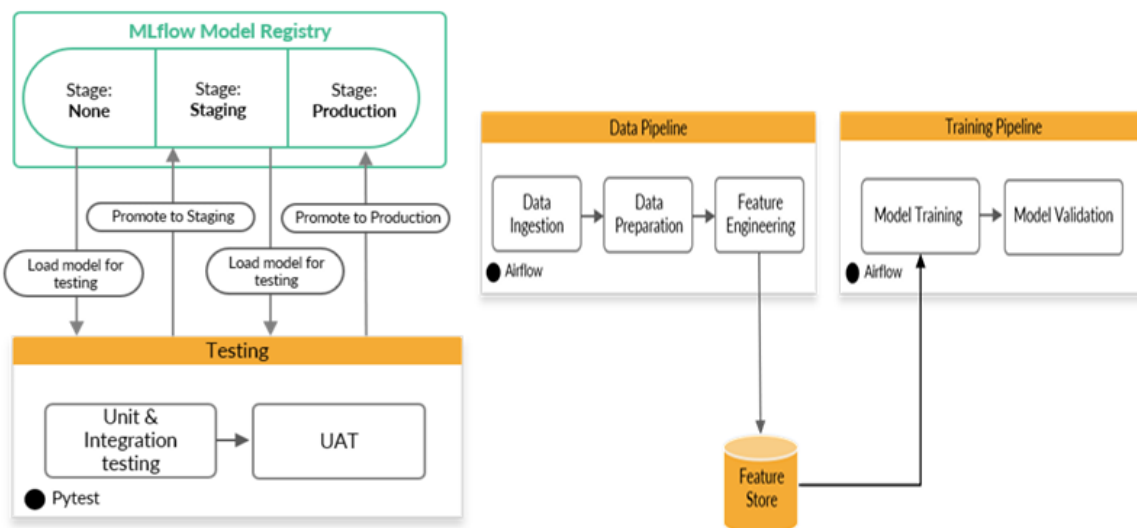 MLflow Model Registry
Stage:
None
Stage:
Staging
Stage:
Production
Promote to Staging
Promote to Production
Load model for
testing
Load model for
testing
Testing
Unit &
Integration
testing
UAT
Pytest
Data Pipeline
Data
Ingestion
Data
Preparation
Feature
Engineering
Airflow
Training Pipeline
Model Training
Model Validation
Airflow
Feature
Store